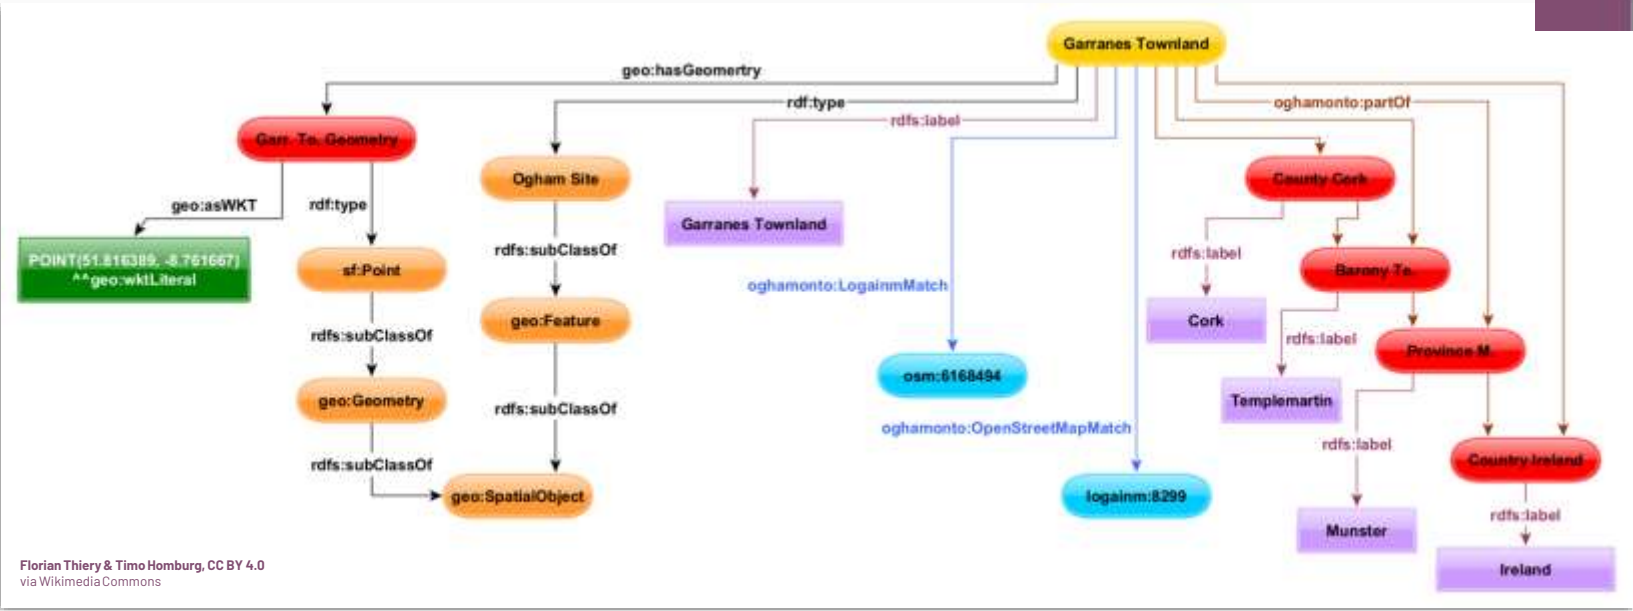 Garranes Townland
geo:hasGeomertry
rdf:type
oghamonto:partOf
rdfs:label
Garr. To. Geometry
Ogham Site
County Cork
geo:asWKT
rdf:type
Garranes Townland
rdfs:subClassOf
rdfs:label
POINT(51.816389, -8.761667)
^^geo:wktLiteral
sf:Point
Barony Te.
oghamonto:LogainmMatch
geo:Feature
Cork
rdfs:subClassOf
rdfs:label
Province M.
osm:6168494
geo:Geometry
Templemartin
rdfs:subClassOf
oghamonto:OpenStreetMapMatch
rdfs:label
rdfs:subClassOf
Country Ireland
geo:SpatialObject
logainm:8299
rdfs:label
Munster
Florian Thiery & Timo Homburg, CC BY 4.0
via Wikimedia Commons
Ireland